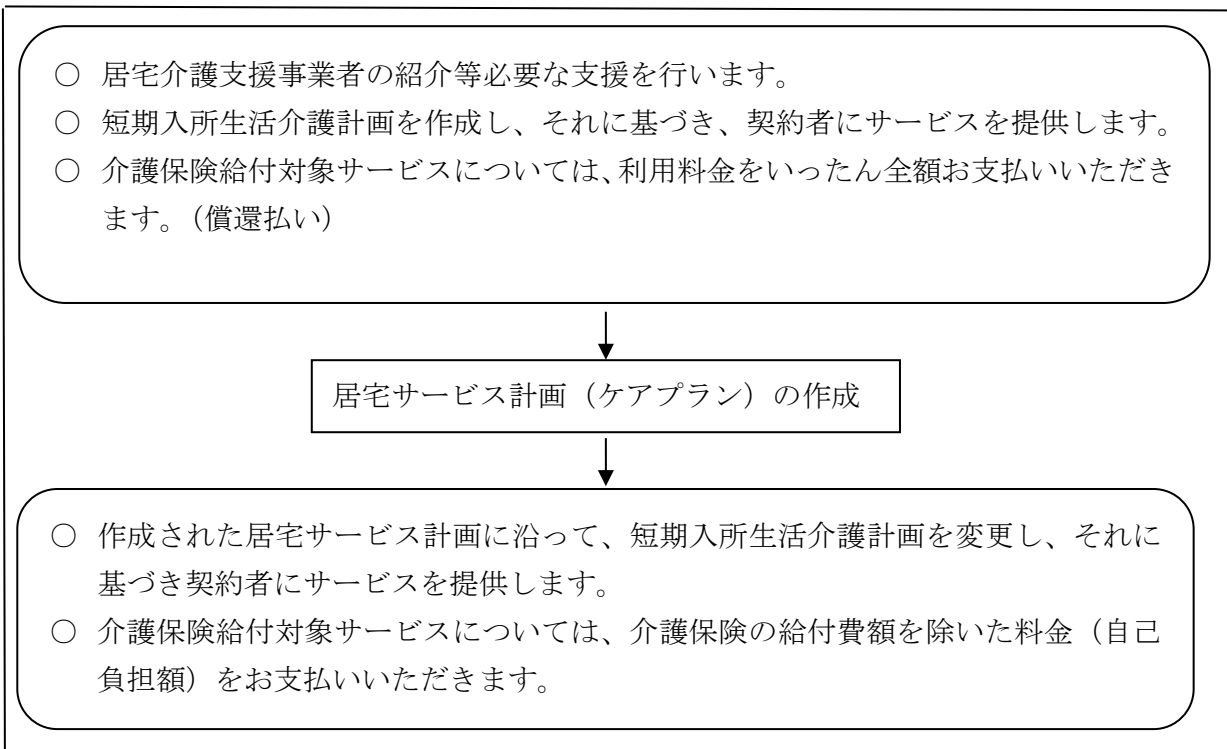 ○ 居宅介護支援事業者の紹介等必要な支援を行います。
○ 短期入所生活介護計画を作成し、それに基づき、契約者にサービスを提供します。
○ 介護保険給付対象サービスについては、利用料金をいったん全額お支払いいただき
ます。（償還払い）
居宅サービス計画（ケアプラン）の作成
○ 作成された居宅サービス計画に沿って、短期入所生活介護計画を変更し、それに
基づき契約者にサービスを提供します。
○ 介護保険給付対象サービスについては、介護保険の給付費額を除いた料金（自己
負担額）をお支払いいただきます。